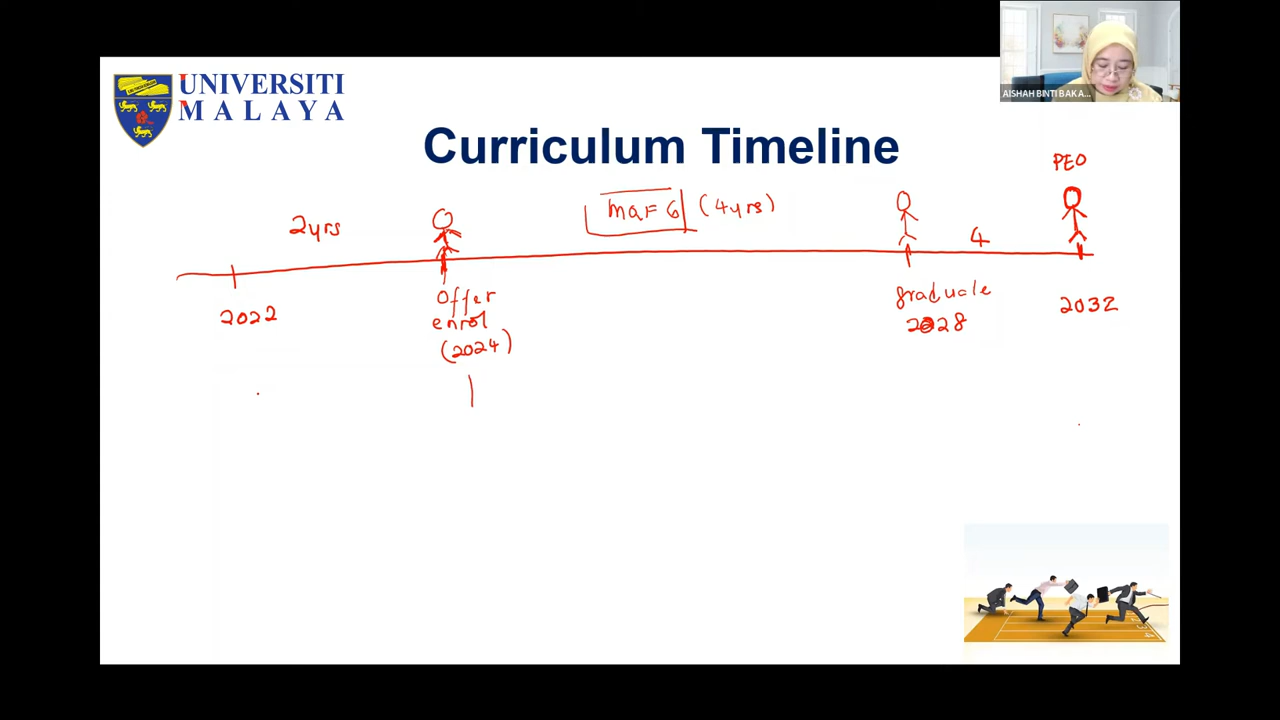 AISHAH BINTI BAKA...
UNIVERSITI
MALAYA
Curriculum Timeline
PEO
2yrs
MQF 6 (4yrs)
4
2022
Offer
enrol
(2024)
graduate
2028
2032